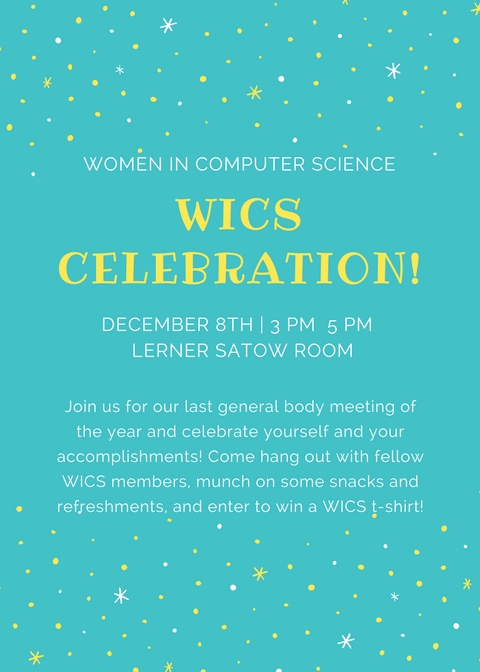 WOMEN IN COMPUTER SCIENCE
WICS
CELEBRATION!
DECEMBER 8TH | 3 PM  5 PM
LERNER SATOW ROOM
Join us for our last general body meeting of
the year and celebrate yourself and your
accomplishments! Come hang out with fellow
WICS members, munch on some snacks and
refreshments, and enter to win a WICS t-shirt!